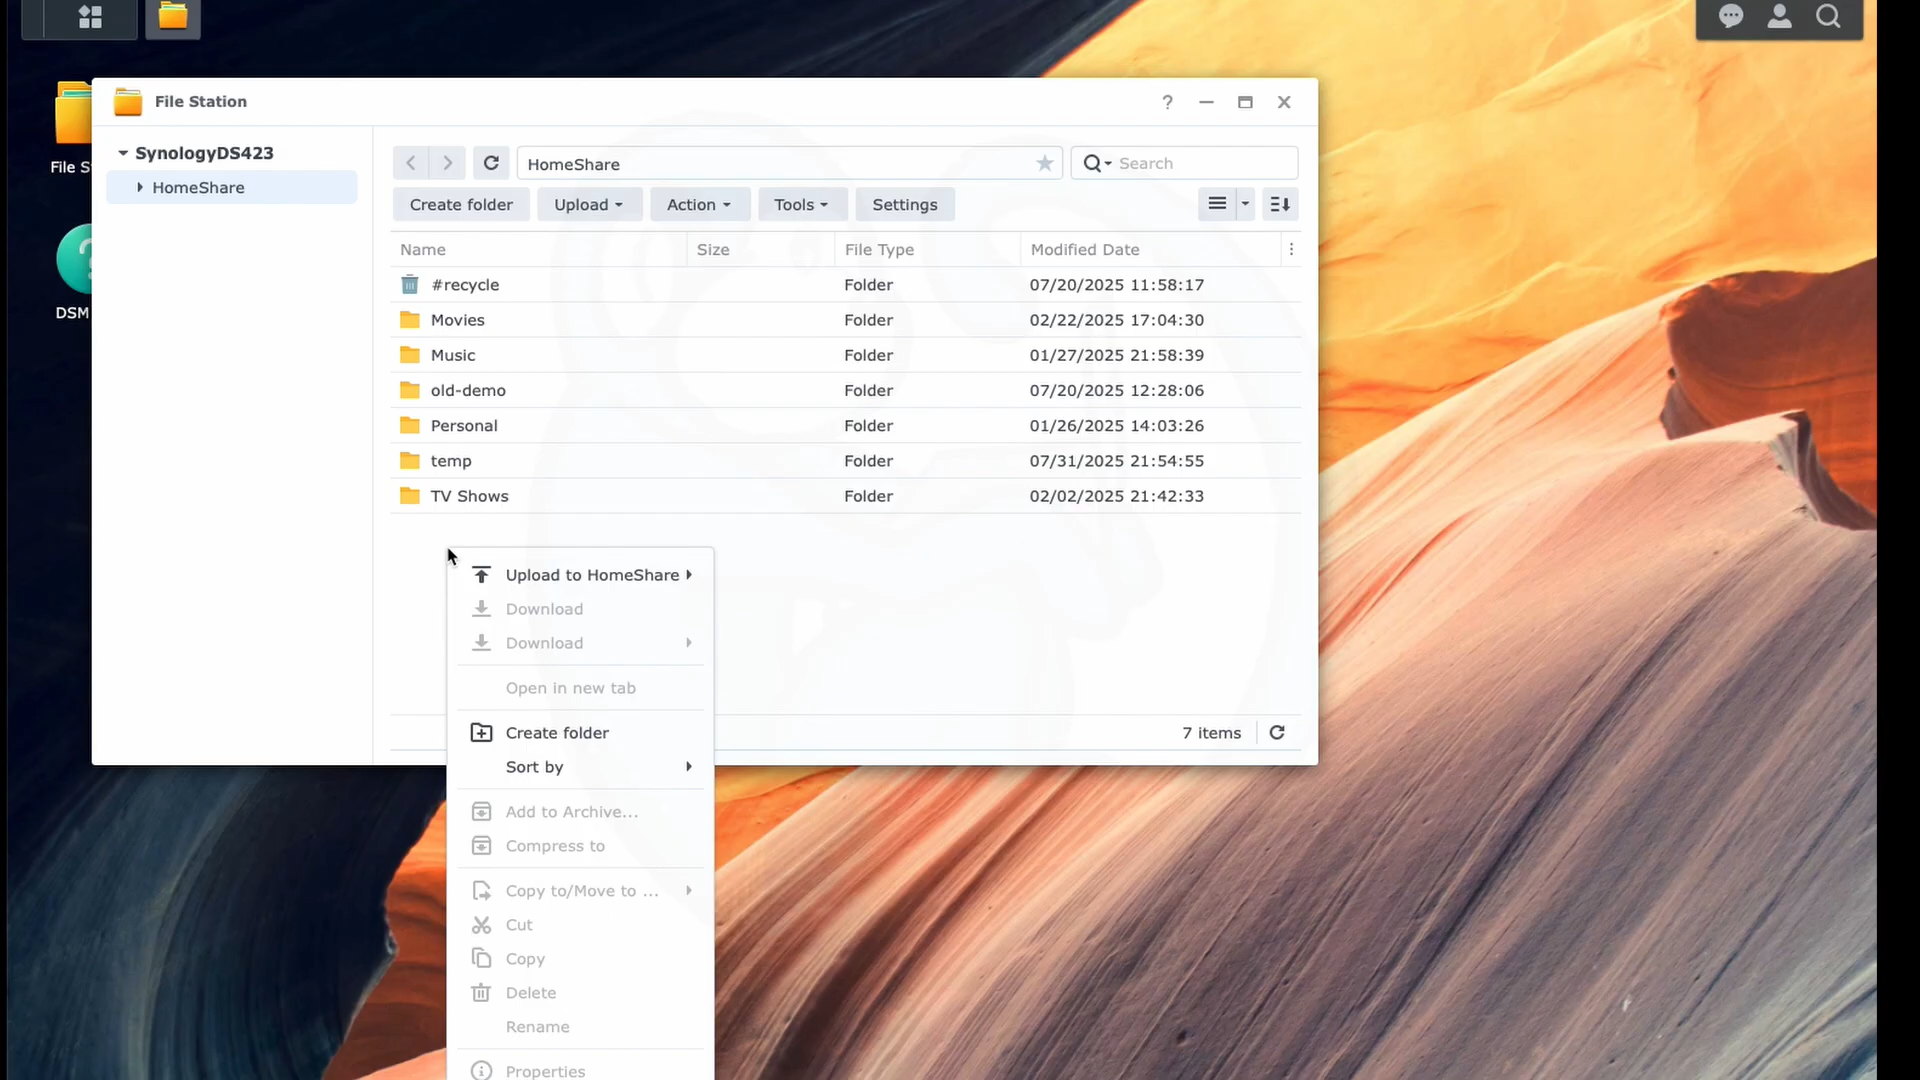 File Station
File S
DSM
SynologyDS423
HomeShare
HomeShare
Search
Create folder
Upload
Action
Tools
Settings
Name Size File Type Modified Date
#recycle Folder 07/20/2025 11:58:17
Movies Folder 02/22/2025 17:04:30
Music Folder 01/27/2025 21:58:39
old-demo Folder 07/20/2025 12:28:06
Personal Folder 01/26/2025 14:03:26
temp Folder 07/31/2025 21:54:55
TV Shows Folder 02/02/2025 21:42:33
Upload to HomeShare
Download
Download
Open in new tab
Create folder
Sort by
Add to Archive...
Compress to
Copy to/Move to ...
Cut
Copy
Delete
Rename
Properties
7 items